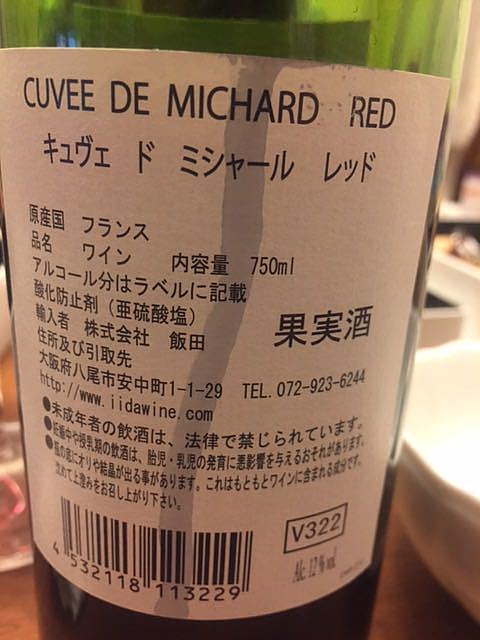 CUVEE DE MICHARD RED
キュヴェ ド ミシャール レッド
原産国 フランス
品名 ワイン 内容量 750ml
アルコール分はラベルに記載
酸化防止剤（亜硫酸塩）
果実酒
輸入者 株式会社 飯田
住所及び引取先
大阪府八尾市安中町1-1-29 TEL. 072-923-6244
http://www.iidawine.com
●未成年者の飲酒は、法律で禁じられています。
●妊娠中や授乳期の飲酒は、胎児・乳児の発育に悪影響を与えるおそれがあります。
●瓶の底にオリや結晶が出る事があります。これはもともとワインに含まれる成分です。
沈めて上澄みをお召し上がり下さい。
V322
Alc. 12% vol.
4 532118 113229